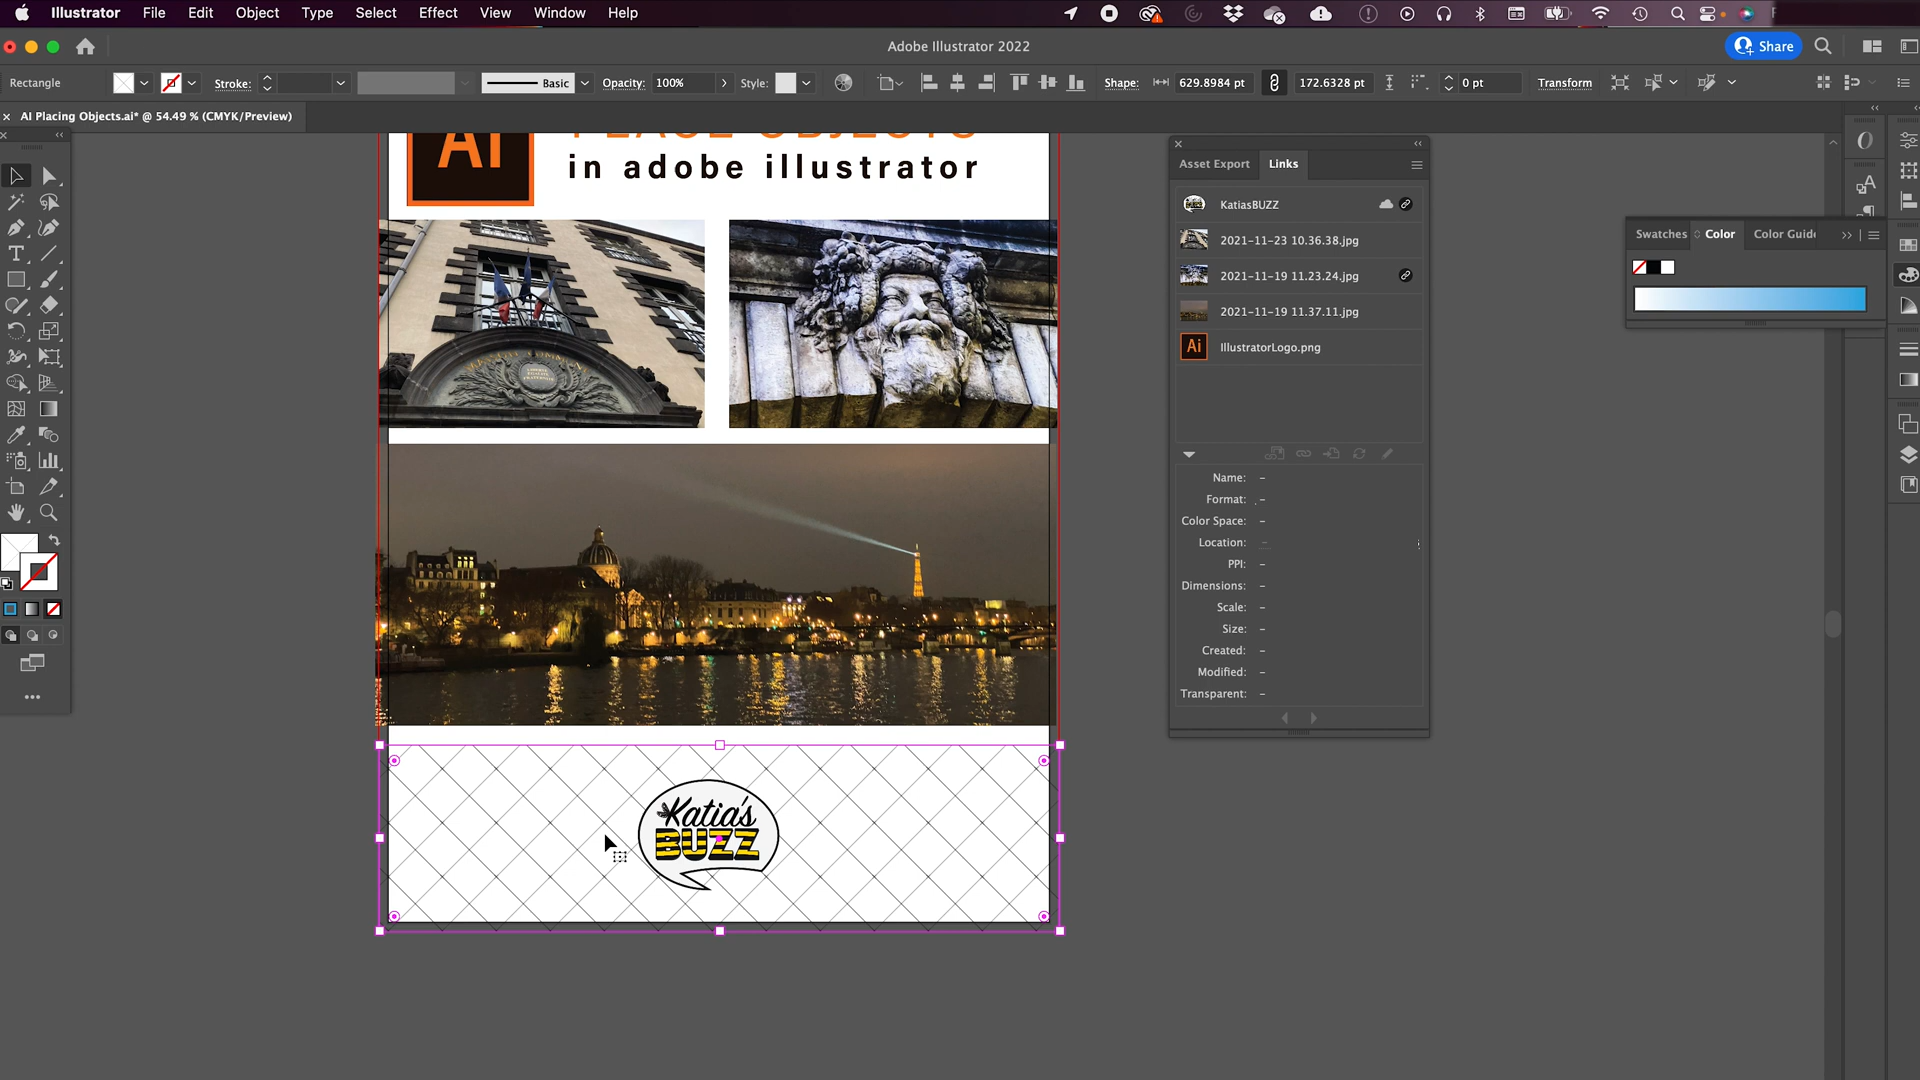 Illustrator File Edit Object Type Select Effect View Window Help
Adobe Illustrator 2022
Share
Rectangle Stroke: Basic Opacity: 100% Style: Shape: 629.8984 pt 172.6328 pt 0 pt Transform
AI Placing Objects.ai* @ 54.49 % (CMYK/Preview)
Ai
PLACE OBJECTS
in adobe illustrator
Asset Export Links
KatiasBUZZ
2021-11-23 10.36.38.jpg
2021-11-19 11.23.24.jpg
2021-11-19 11.37.11.jpg
Ai IllustratorLogo.png
Name: –
Format: –
Color Space: –
Location: –
PPI: –
Dimensions: –
Scale: –
Size: –
Created: –
Modified: –
Transparent: –
Swatches Color Color Guide
Katia's
BUZZ